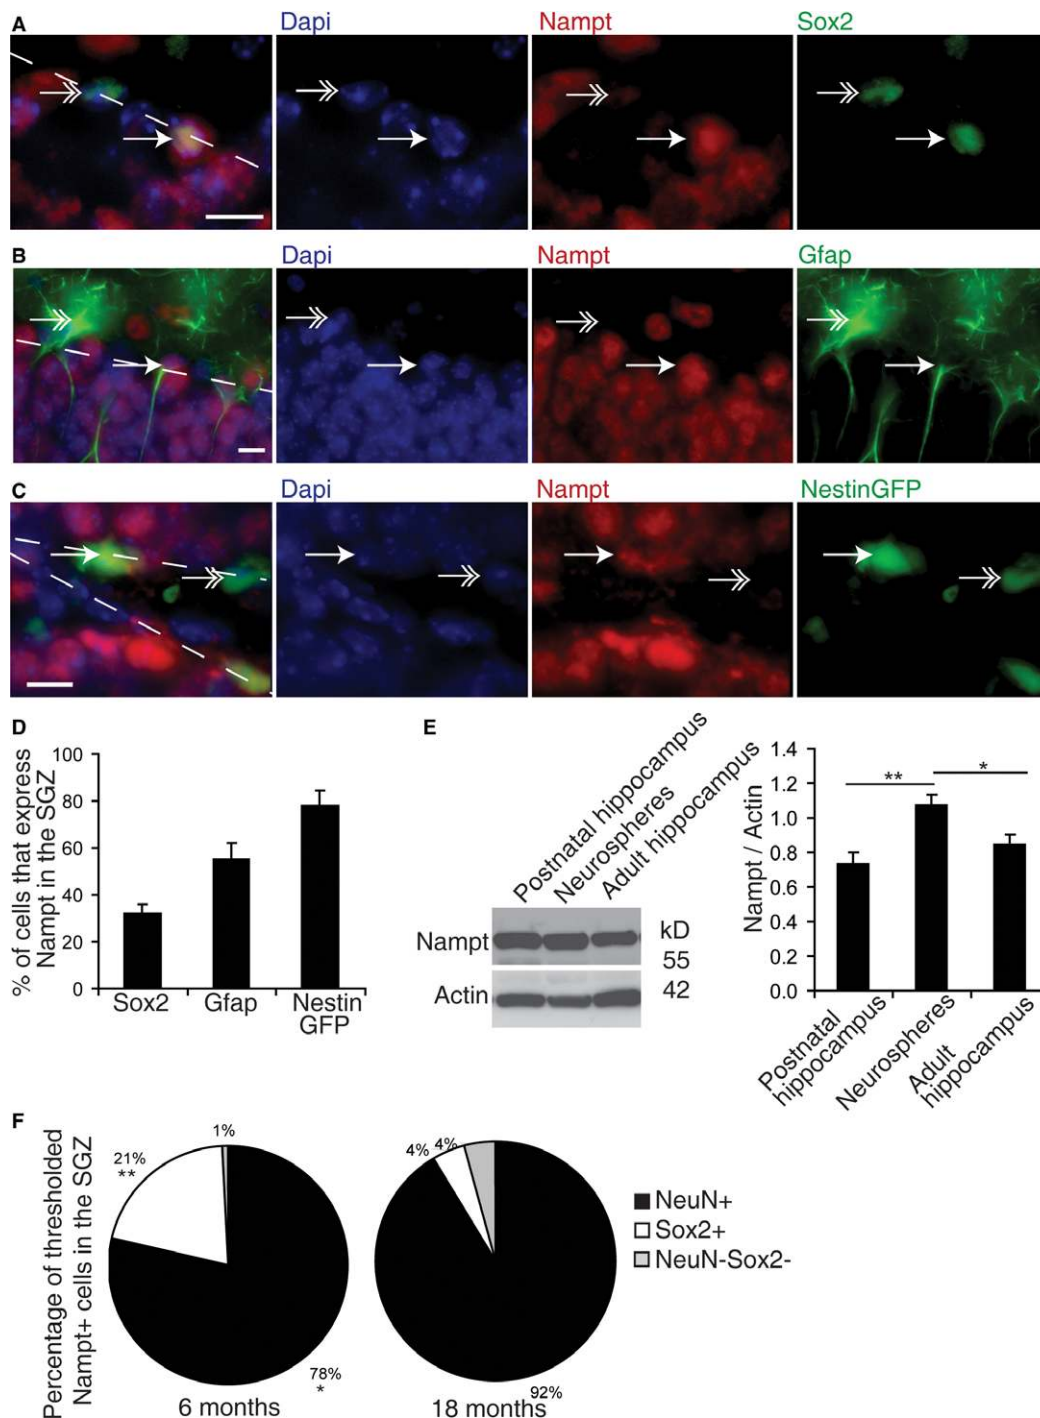 A
Dapi
Nampt
Sox2
B
Dapi
Nampt
Gfap
C
Dapi
Nampt
NestinGFP
D
% of cells that express
Nampt in the SGZ
100
80
60
40
20
0
Sox2
Gfap
Nestin
GFP
E
Postnatal hippocampus
Neurospheres
Adult hippocampus
Nampt
Actin
kD
55
42
Nampt / Actin
1.4
1.2
1.0
0.8
0.6
0.4
0.2
0.0
**
*
Postnatal
hippocampus
Neurospheres
Adult
hippocampus
F
Percentage of thresholded
Nampt+ cells in the SGZ
1%
21%
**
78%
*
6 months
4%
4%
92%
18 months
NeuN+
Sox2+
NeuN-Sox2-